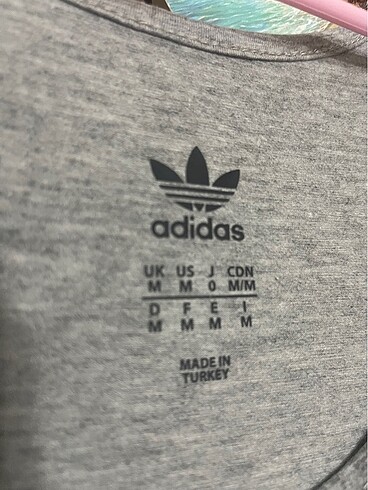 adidas
UK US J CDN
M M O M/M
D F E I
M M M M
MADE IN
TURKEY